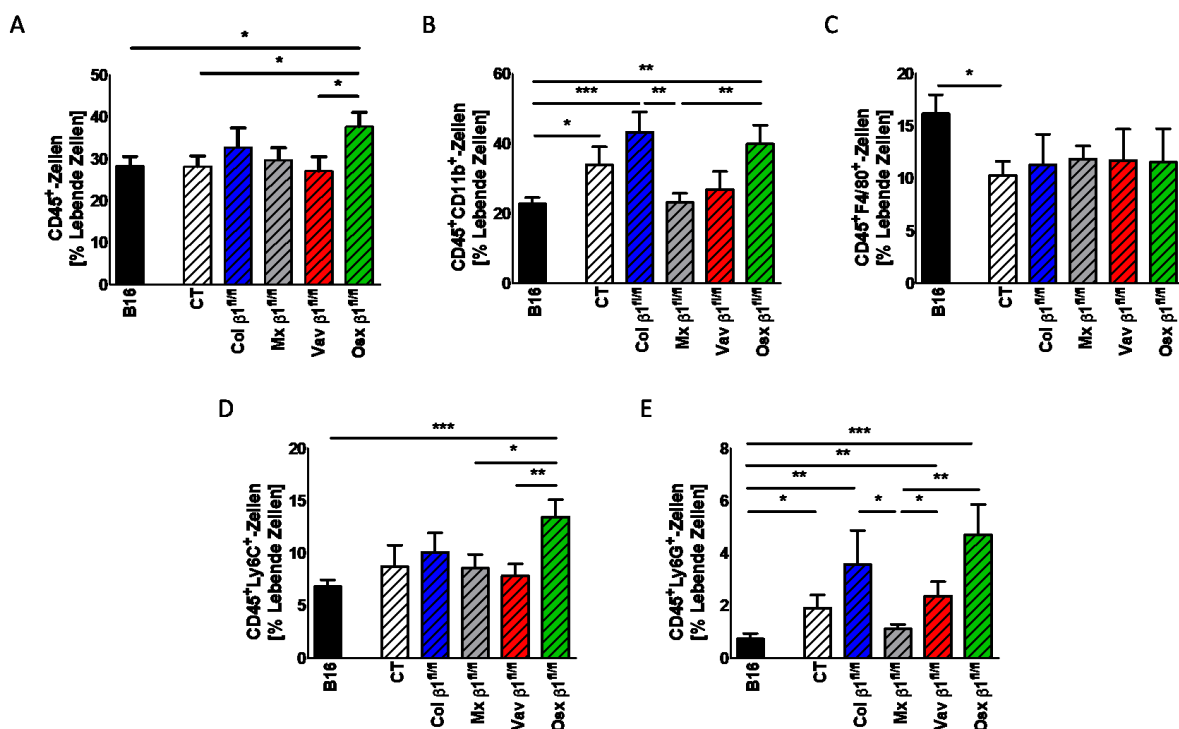 A
B
C
*
*
*
CD45⁺-Zellen
[% Lebende Zellen]
50
40
30
20
10
0
B16
CT
Col β1ᶠˡ/ᶠˡ
Mx β1ᶠˡ/ᶠˡ
Vav β1ᶠˡ/ᶠˡ
Osx β1ᶠˡ/ᶠˡ
**
***
**
**
*
CD45⁺CD11b⁺-Zellen
[% Lebende Zellen]
60
40
20
0
B16
CT
Col β1ᶠˡ/ᶠˡ
Mx β1ᶠˡ/ᶠˡ
Vav β1ᶠˡ/ᶠˡ
Osx β1ᶠˡ/ᶠˡ
*
CD45⁺F4/80⁺-Zellen
[% Lebende Zellen]
20
15
10
5
0
B16
CT
Col β1ᶠˡ/ᶠˡ
Mx β1ᶠˡ/ᶠˡ
Vav β1ᶠˡ/ᶠˡ
Osx β1ᶠˡ/ᶠˡ
D
E
***
*
**
CD45⁺Ly6C⁺-Zellen
[% Lebende Zellen]
20
15
10
5
0
B16
CT
Col β1ᶠˡ/ᶠˡ
Mx β1ᶠˡ/ᶠˡ
Vav β1ᶠˡ/ᶠˡ
Osx β1ᶠˡ/ᶠˡ
***
**
**
**
*
*
*
CD45⁺Ly6G⁺-Zellen
[% Lebende Zellen]
8
6
4
2
0
B16
CT
Col β1ᶠˡ/ᶠˡ
Mx β1ᶠˡ/ᶠˡ
Vav β1ᶠˡ/ᶠˡ
Osx β1ᶠˡ/ᶠˡ